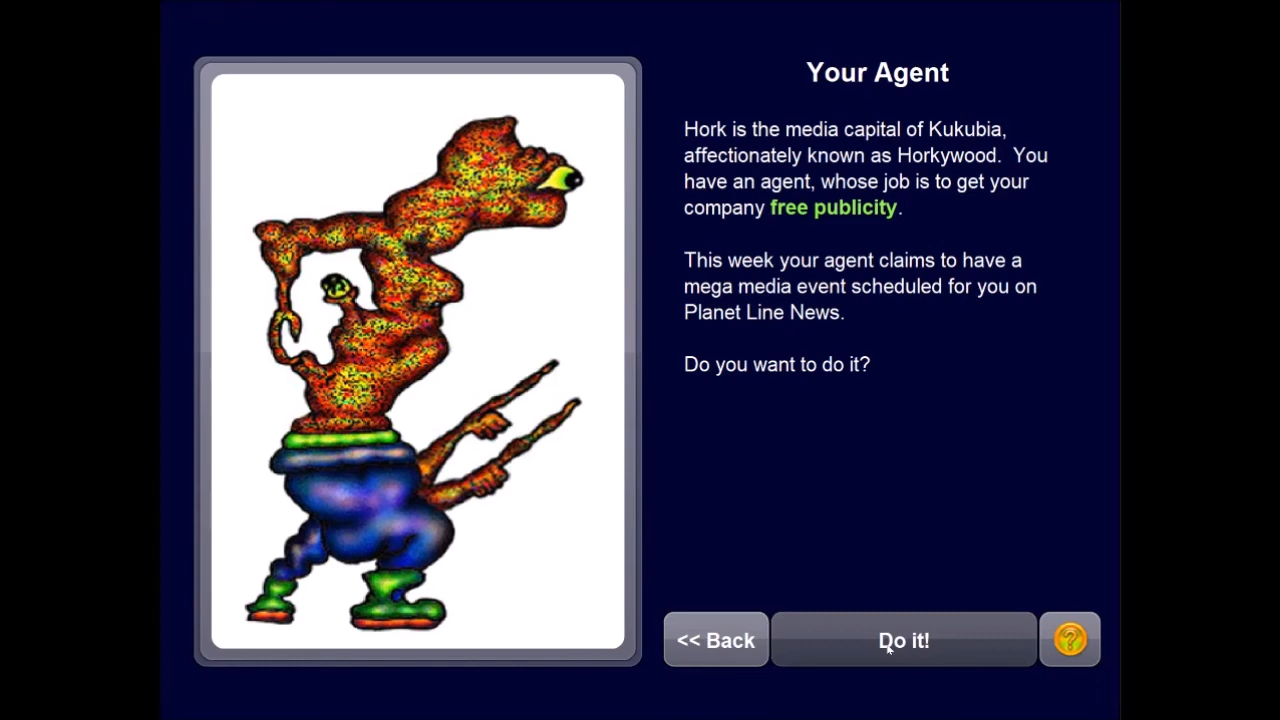 Your Agent
Hork is the media capital of Kukubia,
affectionately known as Horkywood.  You
have an agent, whose job is to get your
company free publicity.
This week your agent claims to have a
mega media event scheduled for you on
Planet Line News.
Do you want to do it?
<< Back
Do it!
?